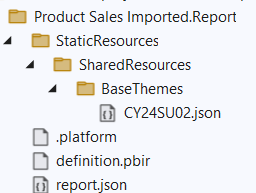 Product Sales Imported.Report
StaticResources
SharedResources
BaseThemes
CY24SU02.json
.platform
definition.pbir
report.json